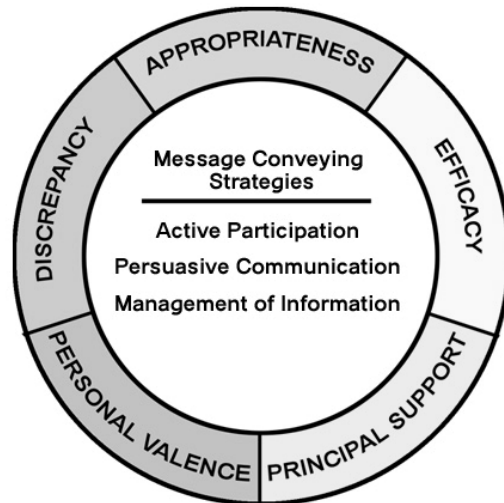 APPROPRIATENESS
EFFICACY
PRINCIPAL SUPPORT
PERSONAL VALENCE
DISCREPANCY
Message Conveying
Strategies
Active Participation
Persuasive Communication
Management of Information